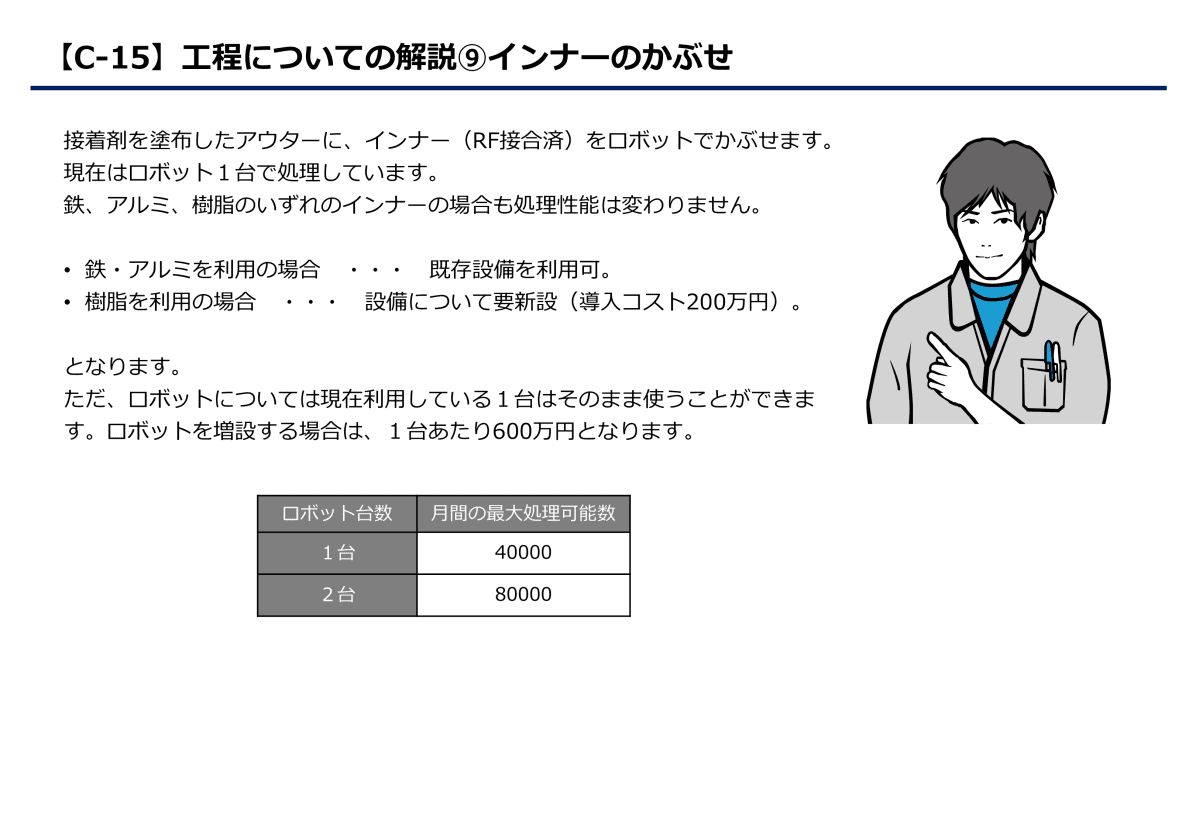 【C-15】工程についての解説⑨インナーのかぶせ
接着剤を塗布したアウターに、インナー（RF接合済）をロボットでかぶせます。
現在はロボット１台で処理しています。
鉄、アルミ、樹脂のいずれのインナーの場合も処理性能は変わりません。
• 鉄・アルミを利用の場合　・・・　既存設備を利用可。
• 樹脂を利用の場合　・・・　設備について要新設（導入コスト200万円）。
となります。
ただ、ロボットについては現在利用している１台はそのまま使うことができま
す。ロボットを増設する場合は、１台あたり600万円となります。
ロボット台数　月間の最大処理可能数
１台　40000
２台　80000